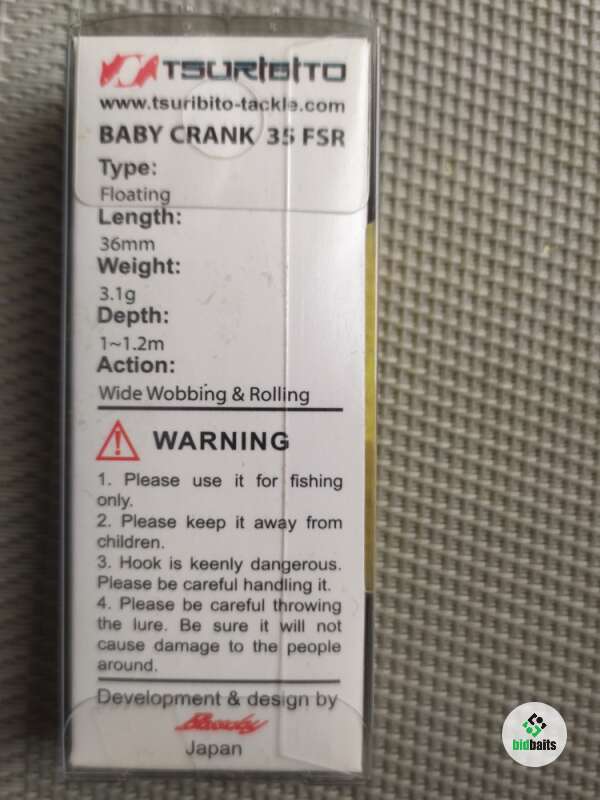 TSURIBITO
www.tsuribito-tackle.com
BABY CRANK 35 FSR
Type:
Floating
Length:
36mm
Weight:
3.1g
Depth:
1~1.2m
Action:
Wide Wobbing & Rolling
WARNING
1. Please use it for fishing
only.
2. Please keep it away from
children.
3. Hook is keenly dangerous.
Please be careful handling it.
4. Please be careful throwing
the lure. Be sure it will not
cause damage to the people
around.
Development & design by
Japan
bidbaits